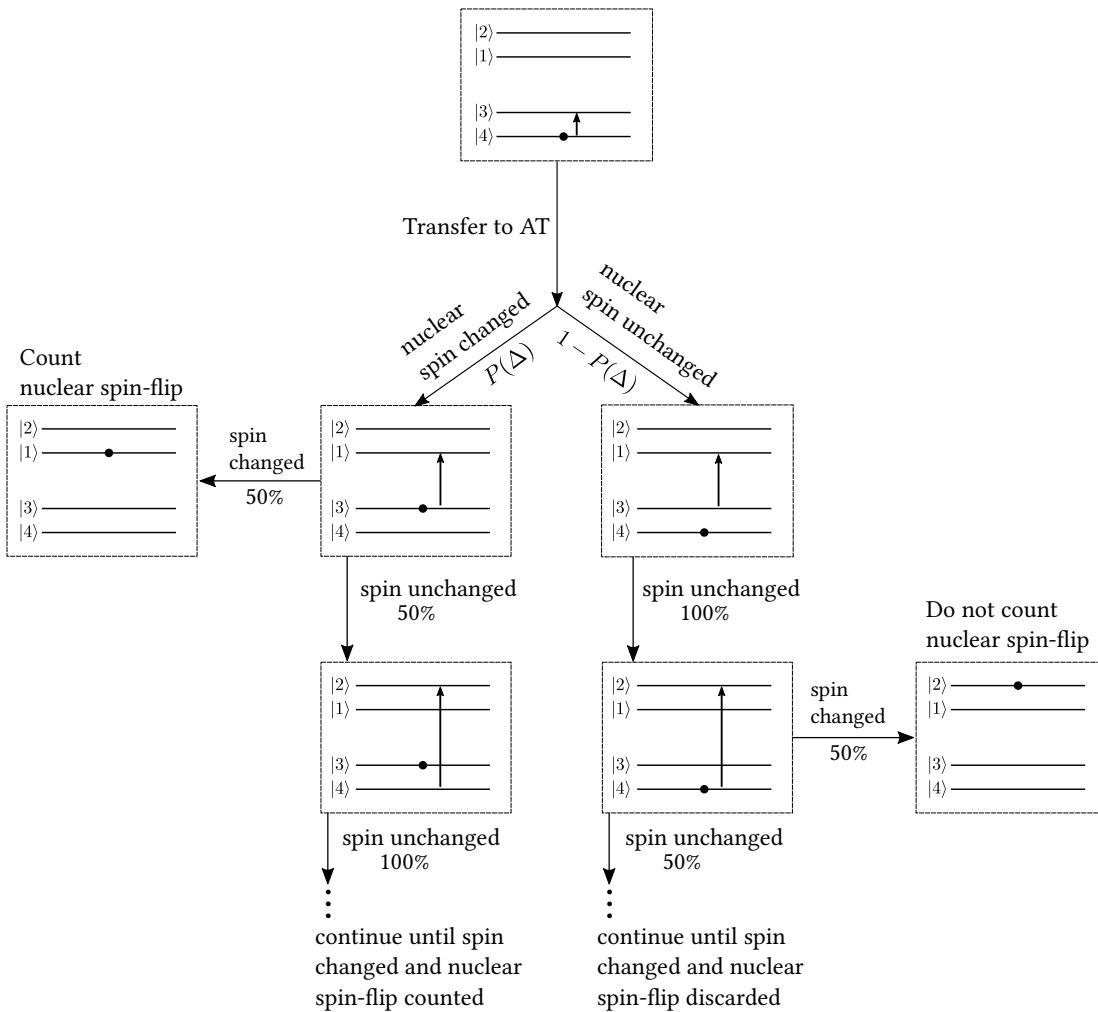 |2⟩
|1⟩
|3⟩
|4⟩
Transfer to AT
nuclear
spin changed
P(Δ)
nuclear
spin unchanged
1 − P(Δ)
Count
nuclear spin-flip
|2⟩
|1⟩
|3⟩
|4⟩
spin
changed
50%
|2⟩
|1⟩
|3⟩
|4⟩
|2⟩
|1⟩
|3⟩
|4⟩
spin unchanged
50%
spin unchanged
100%
Do not count
nuclear spin-flip
|2⟩
|1⟩
|3⟩
|4⟩
|2⟩
|1⟩
|3⟩
|4⟩
spin
changed
50%
|2⟩
|1⟩
|3⟩
|4⟩
spin unchanged
100%
spin unchanged
50%
continue until spin
changed and nuclear
spin-flip counted
continue until spin
changed and nuclear
spin-flip discarded